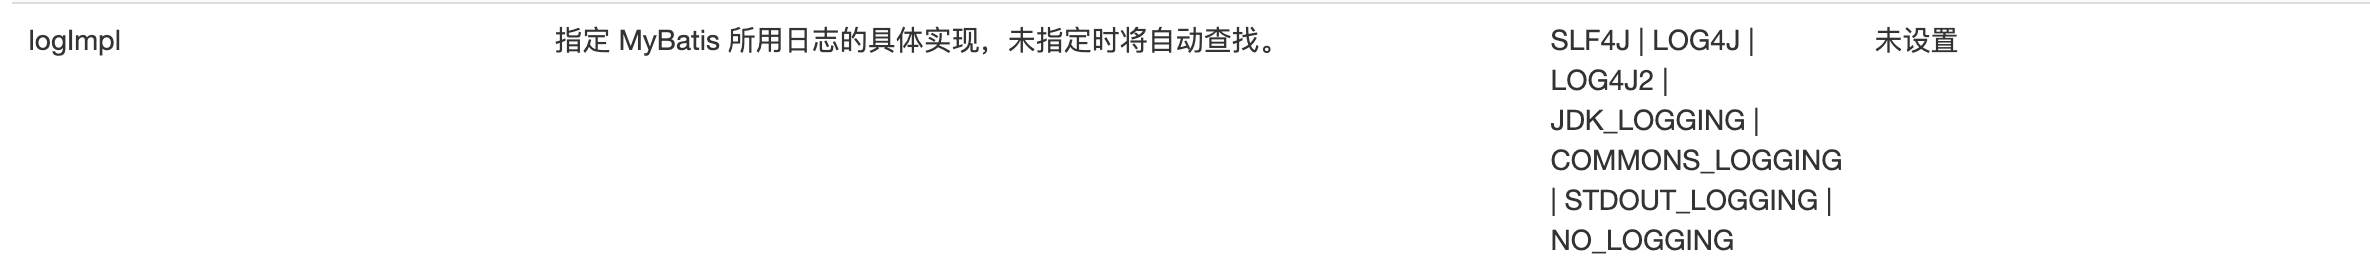 logImpl 指定 MyBatis 所用日志的具体实现，未指定时将自动查找。 SLF4J | LOG4J | 未设置
LOG4J2 |
JDK_LOGGING |
COMMONS_LOGGING
| STDOUT_LOGGING |
NO_LOGGING